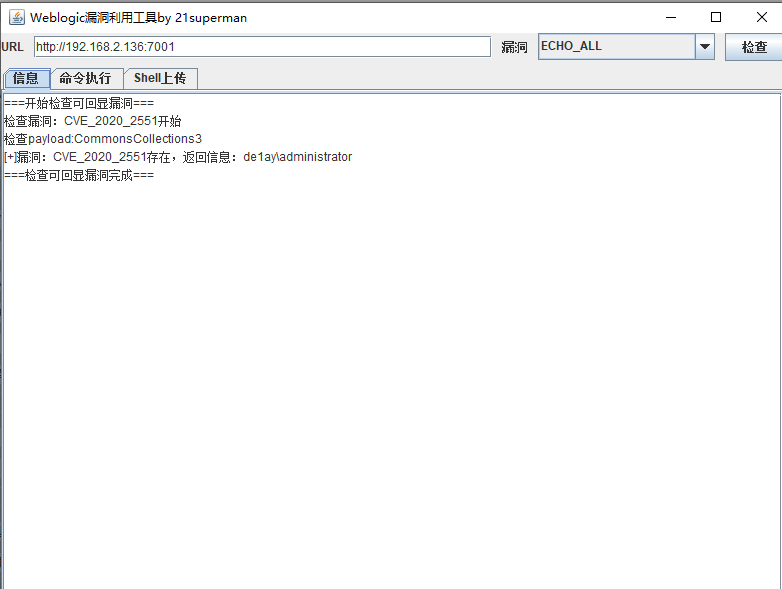 Weblogic漏洞利用工具by 21superman
URL http://192.168.2.136:7001 漏洞 ECHO_ALL 检查
信息 命令执行 Shell上传
===开始检查可回显漏洞===
检查漏洞：CVE_2020_2551开始
检查payload:CommonsCollections3
[+]漏洞：CVE_2020_2551存在，返回信息：de1ay\administrator
===检查可回显漏洞完成===